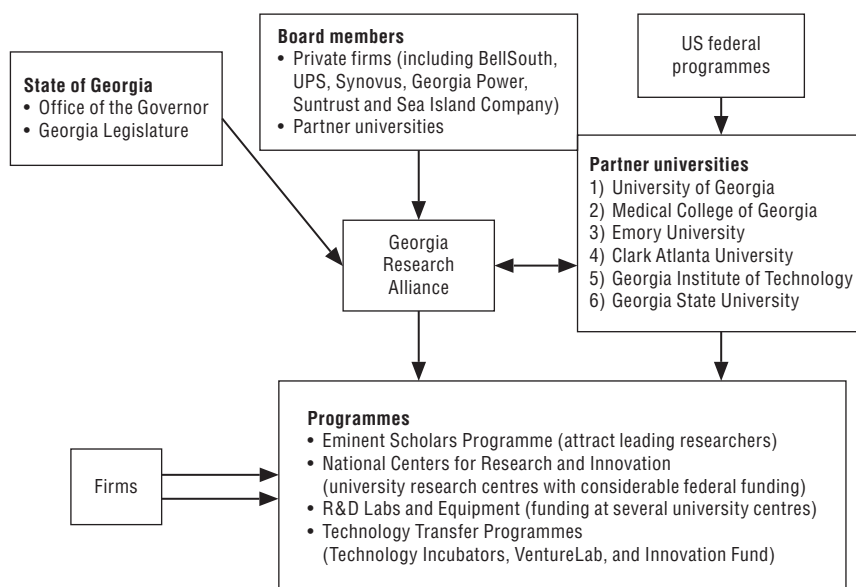 State of Georgia
• Office of the Governor
• Georgia Legislature
Board members
• Private firms (including BellSouth,
UPS, Synovus, Georgia Power,
Suntrust and Sea Island Company)
• Partner universities
US federal
programmes
Partner universities
1) University of Georgia
2) Medical College of Georgia
3) Emory University
4) Clark Atlanta University
5) Georgia Institute of Technology
6) Georgia State University
Georgia
Research
Alliance
Firms
Programmes
• Eminent Scholars Programme (attract leading researchers)
• National Centers for Research and Innovation
(university research centres with considerable federal funding)
• R&D Labs and Equipment (funding at several university centres)
• Technology Transfer Programmes
(Technology Incubators, VentureLab, and Innovation Fund)